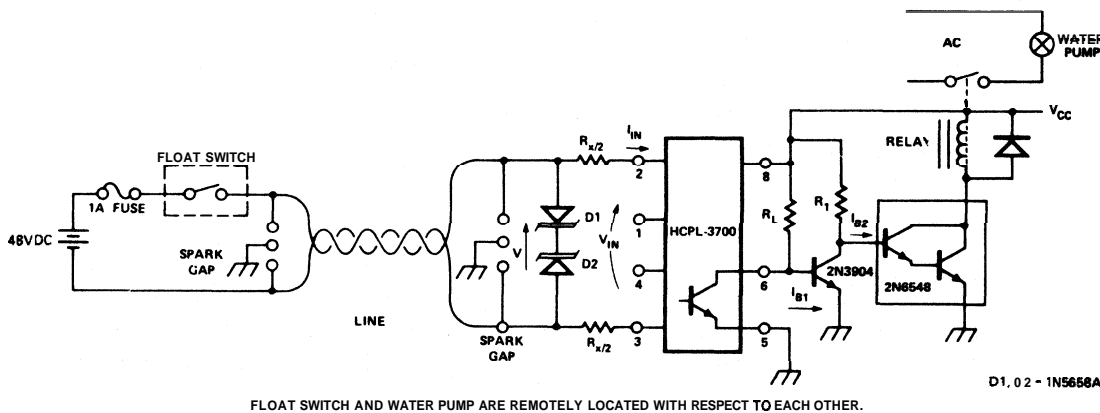 AC
WATER
PUMP
VCC
RELAY
FLOAT SWITCH
1A FUSE
48VDC
SPARK
GAP
LINE
SPARK
GAP
V
D1
D2
Rx/2
IIN
2
1
VIN
4
Rx/2
3
HCPL-3700
8
RL
R1
6
5
IB1
IB2
2N3904
2N6548
D1, 02 - 1N5658A
FLOAT SWITCH AND WATER PUMP ARE REMOTELY LOCATED WITH RESPECT TO EACH OTHER.